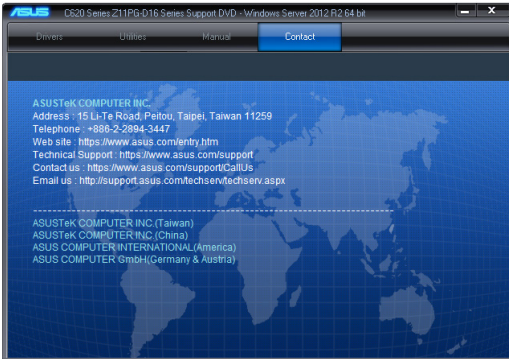 ASUS C620 Series Z11PG-D16 Series Support DVD - Windows Server 2012 R2 64 bit
Drivers Utilities Manual Contact
ASUSTeK COMPUTER INC.
Address : 15 Li-Te Road, Peitou, Taipei, Taiwan 11259
Telephone : +886-2-2894-3447
Web site : https://www.asus.com/entry.htm
Technical Support : https://www.asus.com/support
Contact us : https://www.asus.com/support/CallUs
Email us : http://support.asus.com/techserv/techserv.aspx
ASUSTeK COMPUTER INC.(Taiwan)
ASUSTeK COMPUTER INC.(China)
ASUS COMPUTER INTERNATIONAL(America)
ASUS COMPUTER GmbH(Germany & Austria)